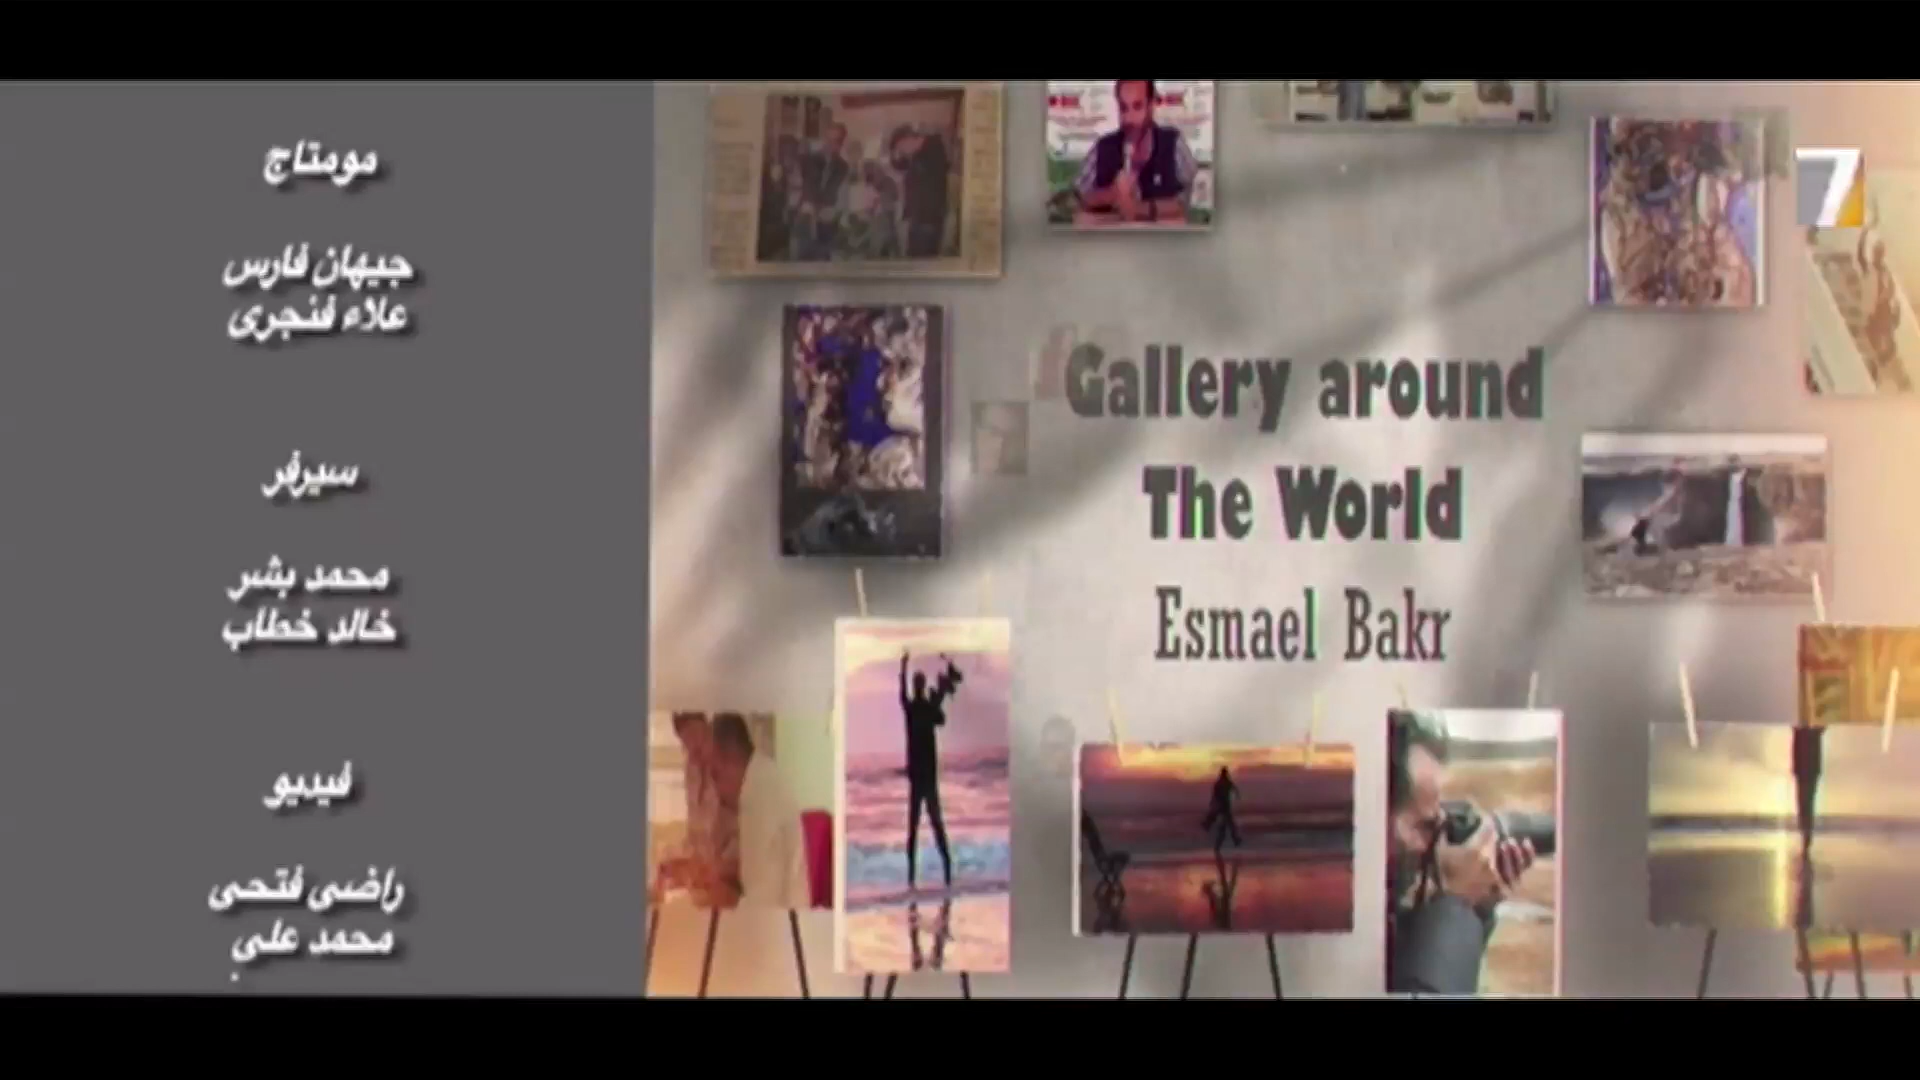 مومتاج
جيهان فارس
علاء فنجرى
سيرفر
محمد بشر
خالد خطاب
فيديو
راضى فتحى
محمد على
Gallery around
The World
Esmael Bakr
7